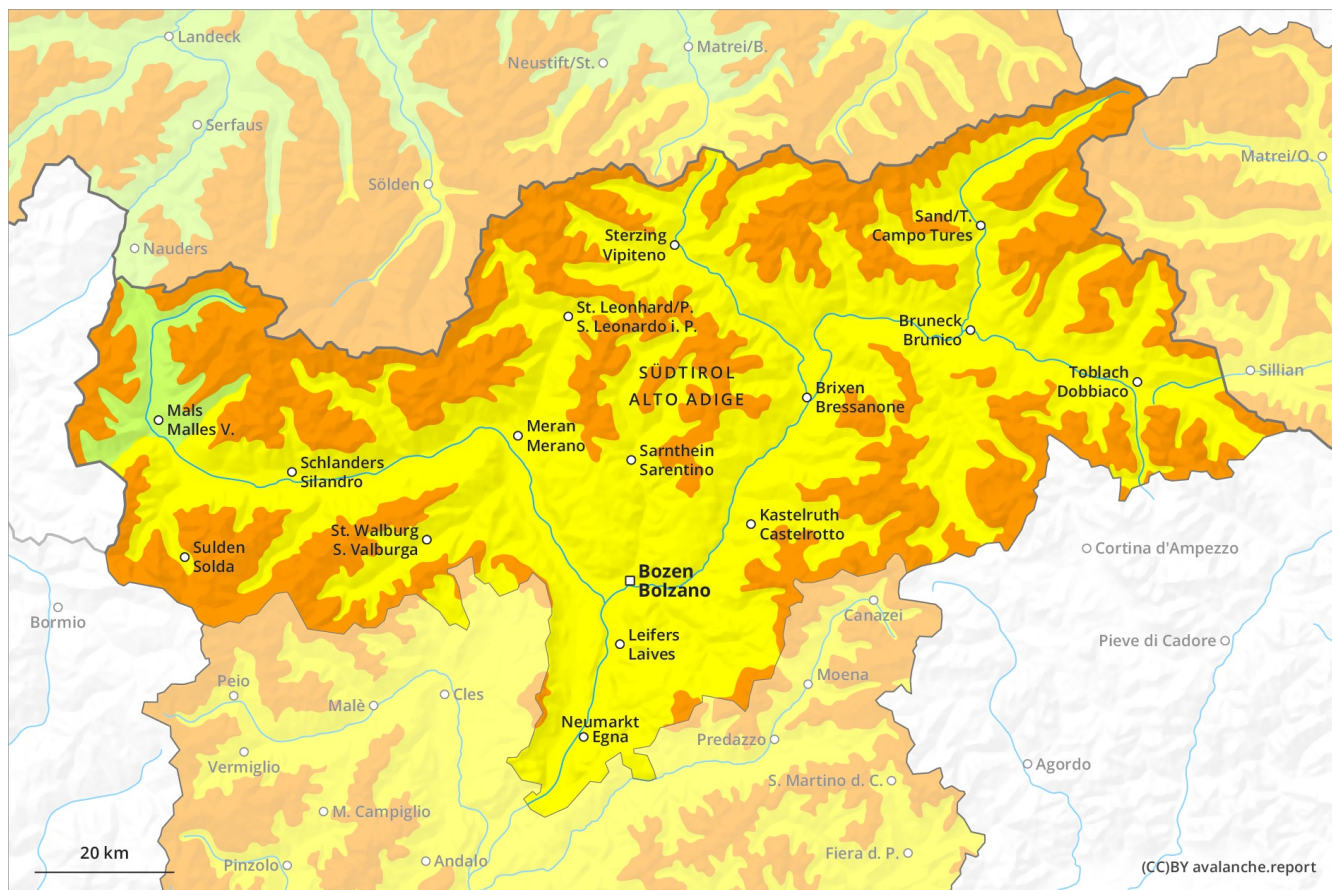 Landeck
Matrei/B.
Neustift/St.
Serfaus
Matrei/O.
Sölden
Sand/T.
Campo Tures
Sterzing
Vipiteno
Nauders
St. Leonhard/P.
S. Leonardo i. P.
Bruneck
Brunico
SÜDTIROL
ALTO ADIGE
Toblach
Dobbiaco
Sillian
Brixen
Bressanone
Mals
Malles V.
Meran
Merano
Sarnthein
Sarentino
Schlanders
Silandro
Kastelruth
Castelrotto
St. Walburg
S. Valburga
Sulden
Solda
Cortina d'Ampezzo
Bozen
Bolzano
Bormio
Canazei
Leifers
Laives
Pieve di Cadore
Peio
Moena
Malè
Cles
Neumarkt
Egna
Predazzo
Vermiglio
Agordo
S. Martino d. C.
M. Campiglio
20 km
Pinzolo
Andalo
Fiera d. P.
(CC)BY avalanche.report